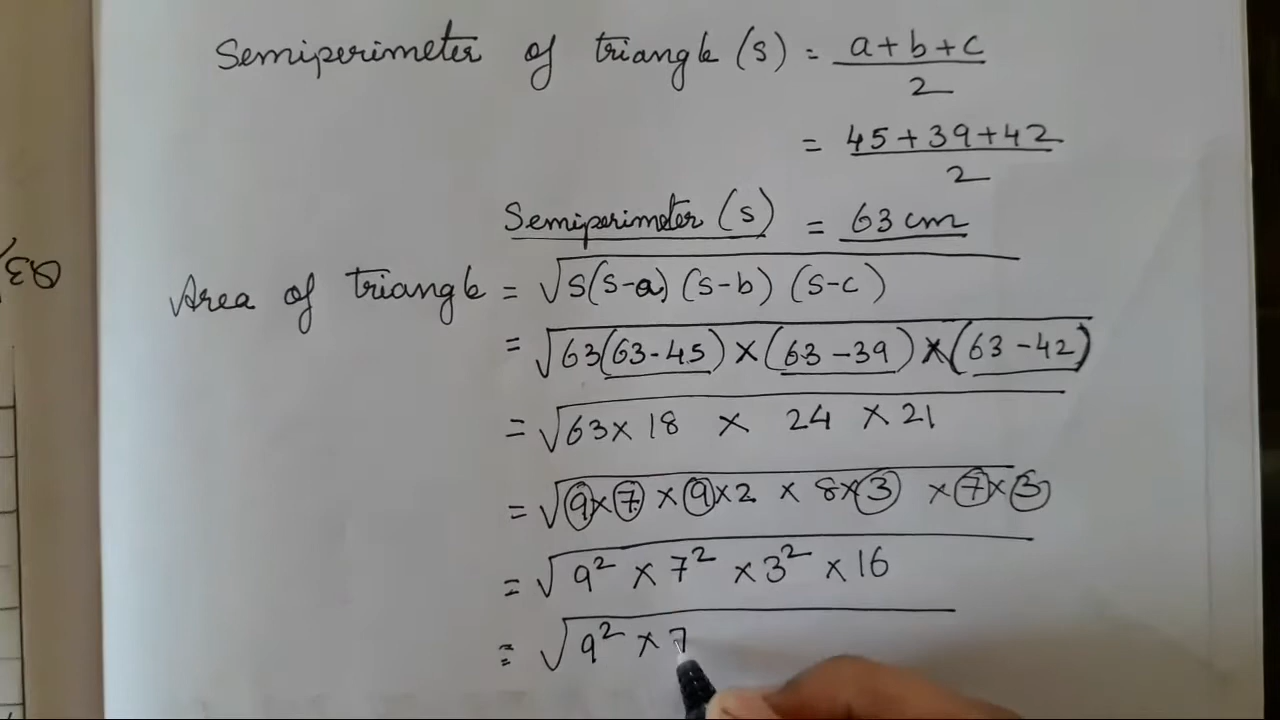 Semiperimeter of triangle (s) = a+b+c / 2
= 45+39+42 / 2
Semiperimeter (s) = 63 cm
Area of triangle = √s(s-a)(s-b)(s-c)
= √63(63-45)×(63-39)×(63-42)
= √63×18 × 24 ×21
= √9×7×9×2 × 8×3 ×7×3
= √9² × 7² × 3² × 16
= √9² × 7
Q3